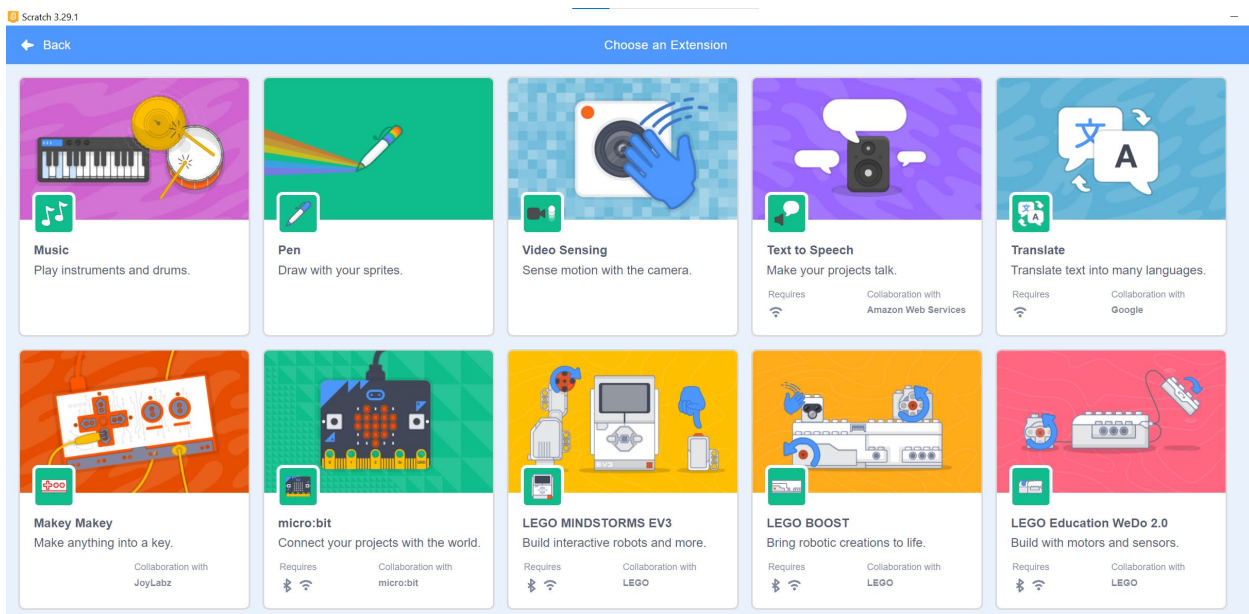 Scratch 3.29.1
Back
Choose an Extension
Music
Play instruments and drums.
Pen
Draw with your sprites.
Video Sensing
Sense motion with the camera.
Text to Speech
Make your projects talk.
Requires
Collaboration with
Amazon Web Services
Translate
Translate text into many languages.
Requires
Collaboration with
Google
文
A
Makey Makey
Make anything into a key.
Collaboration with
JoyLabz
micro:bit
Connect your projects with the world.
Requires
Collaboration with
micro:bit
LEGO MINDSTORMS EV3
Build interactive robots and more.
Requires
Collaboration with
LEGO
EV3
LEGO BOOST
Bring robotic creations to life.
Requires
Collaboration with
LEGO
LEGO Education WeDo 2.0
Build with motors and sensors.
Requires
Collaboration with
LEGO